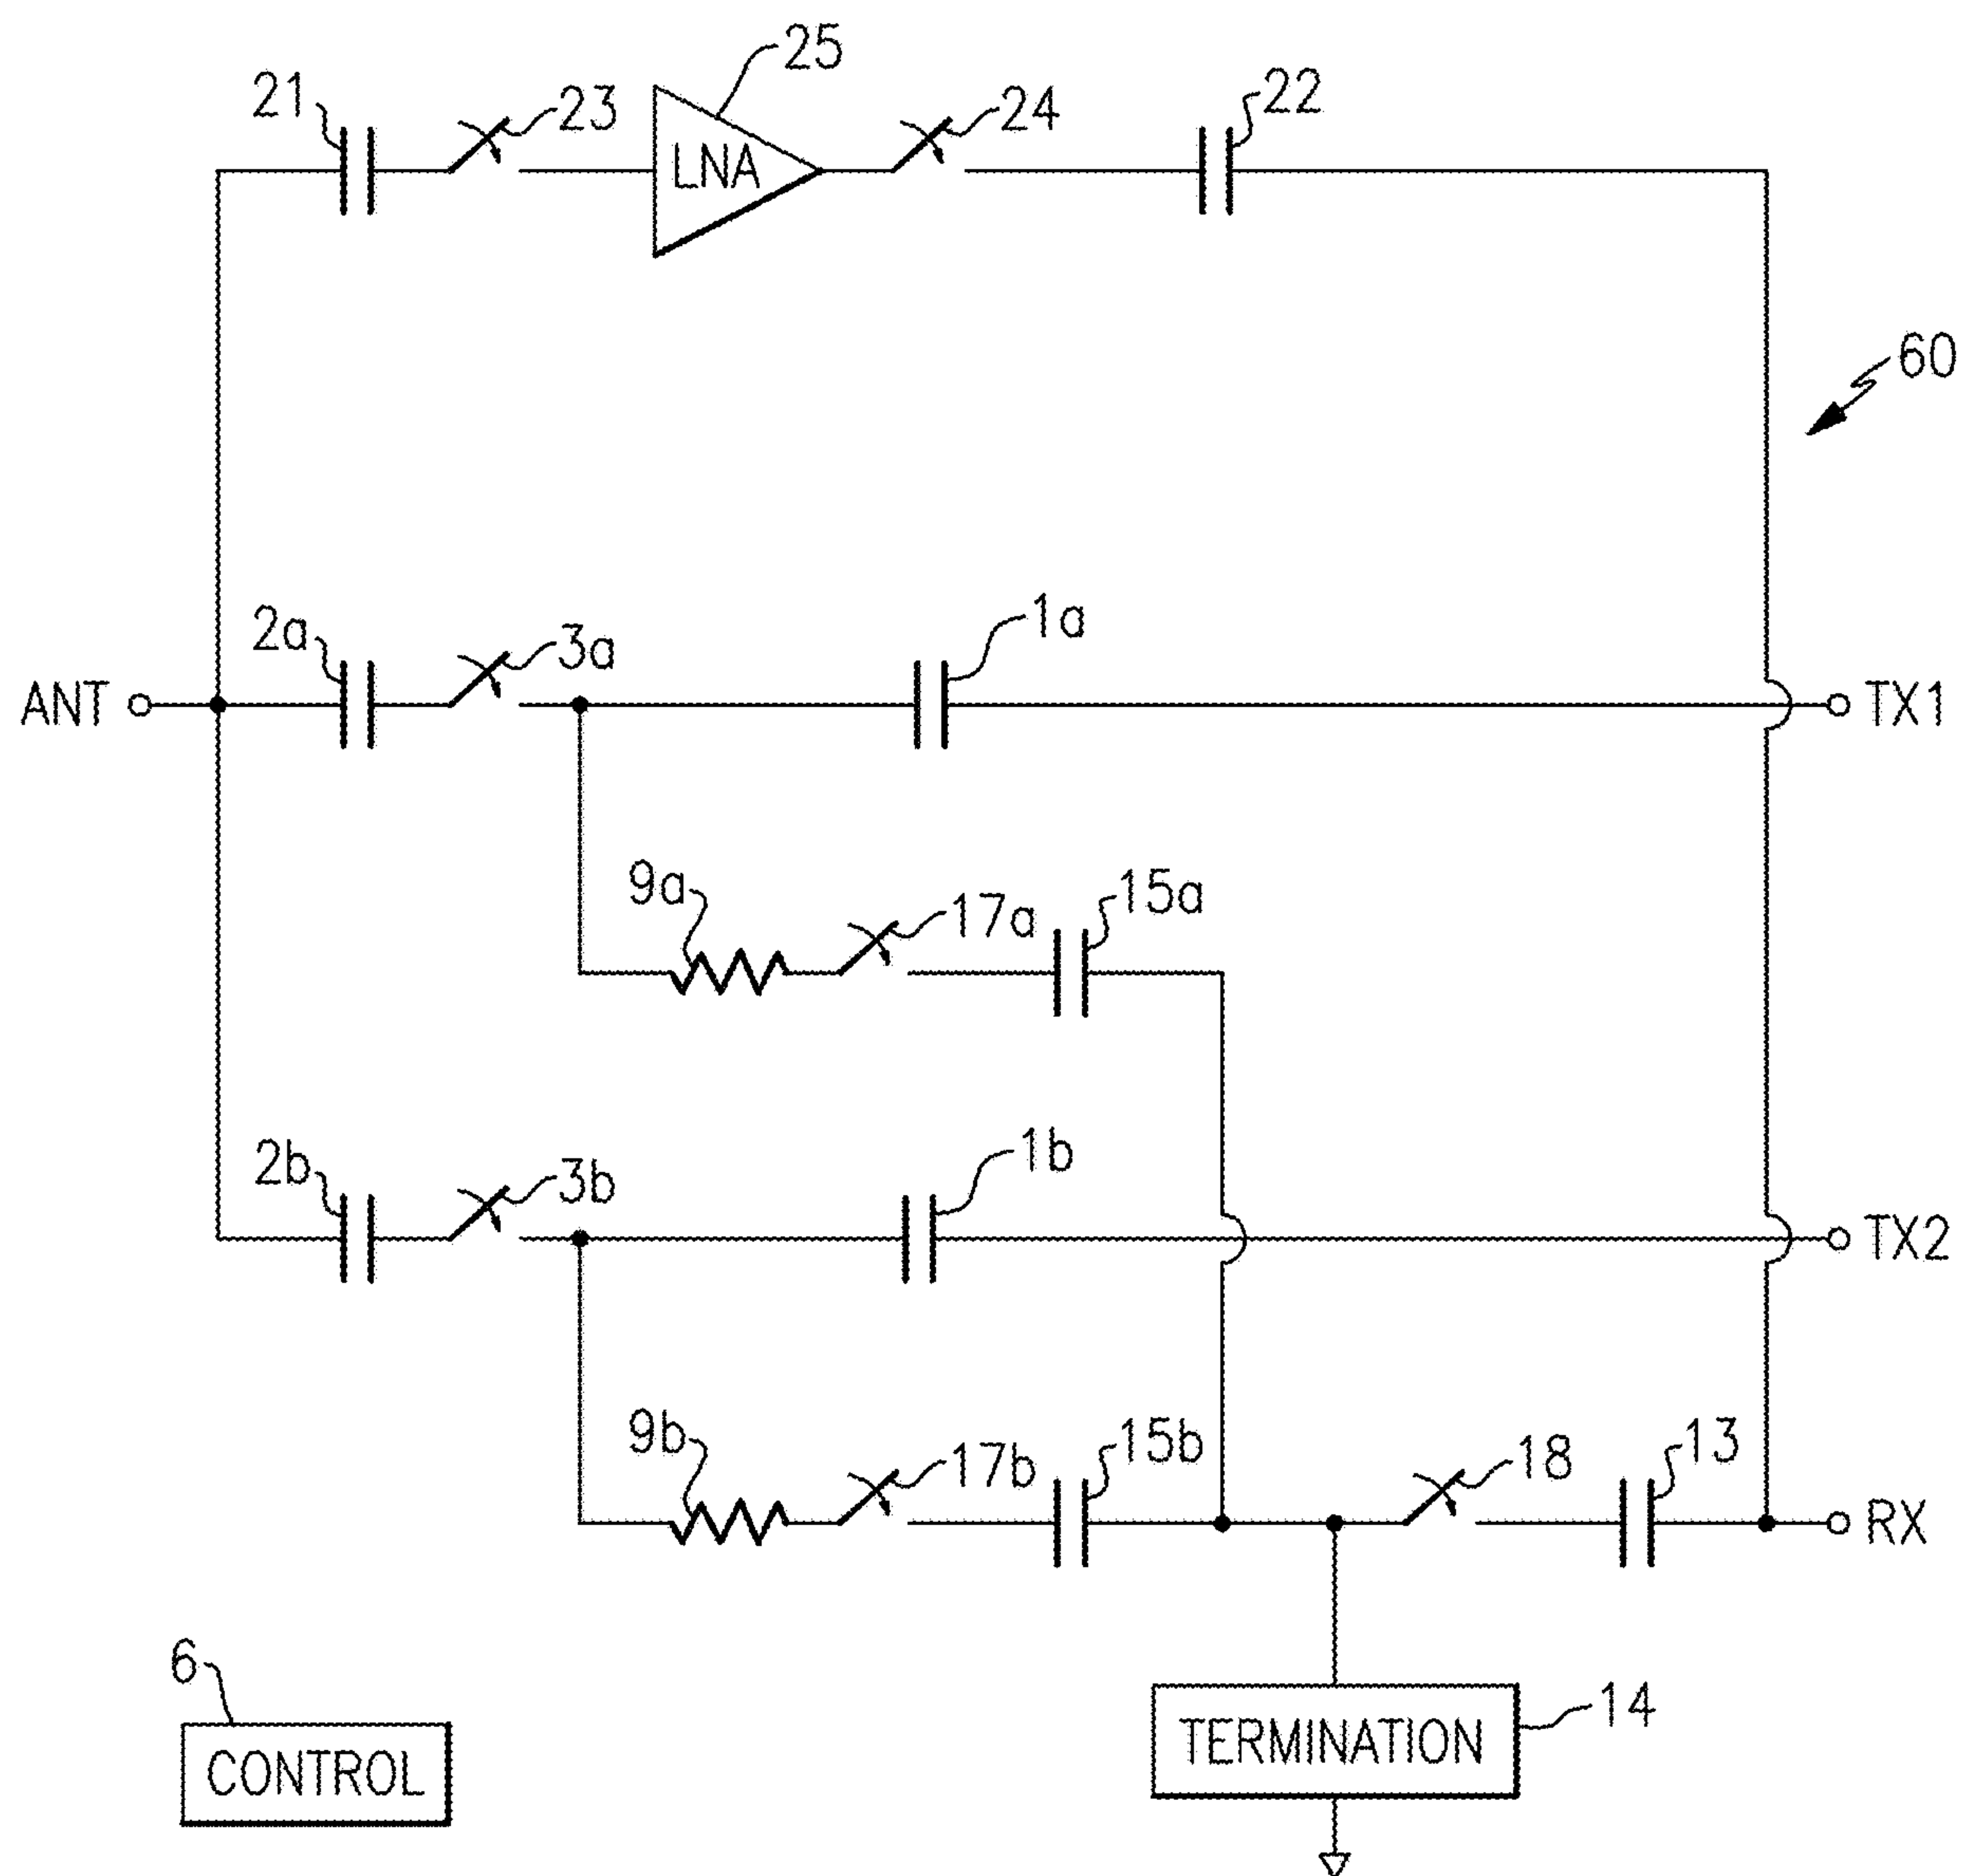 25
21
23
24
22
LNA
60
2a
3a
1a
ANT
TX1
9a
17a
15a
2b
3b
1b
TX2
9b
17b
15b
18
13
RX
6
CONTROL
TERMINATION
14